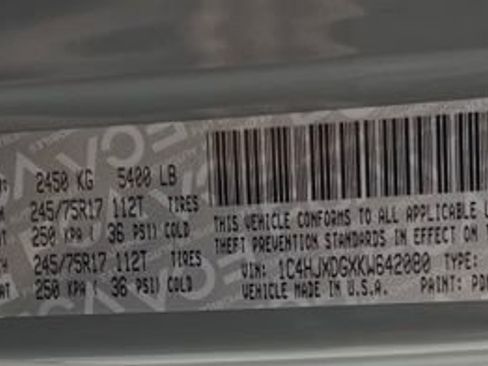 2450 KG 5400 LB
245/75R17 112T TIRES
250 KPA ( 36 PSI) COLD
245/75R17 112T TIRES
AT 250 KPA ( 36 PSI) COLD
THIS VEHICLE CONFORMS TO ALL APPLICABLE
THEFT PREVENTION STANDARDS IN EFFECT ON
VIN: 1C4HJXDGXKW642080 TYPE:
VEHICLE MADE IN U.S.A. PAINT: